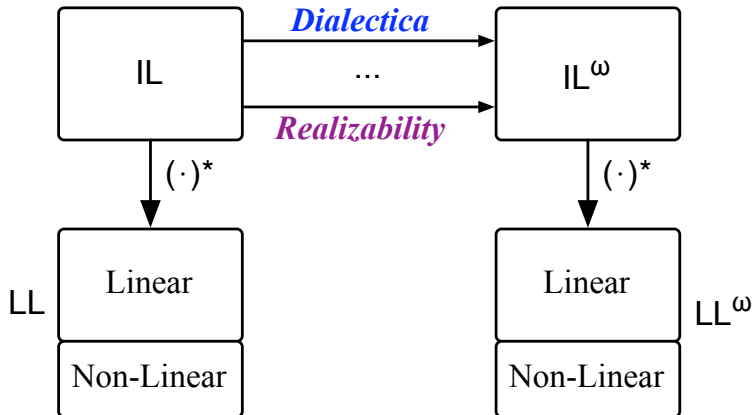 Dialectica
IL
...
IL^ω
Realizability
(·)*
(·)*
Linear
Linear
LL
LL^ω
Non-Linear
Non-Linear